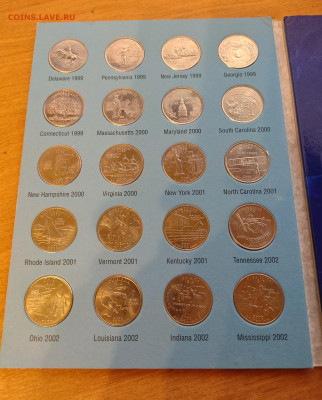 COINS.LAVE.RU
Delaware 1999 Pennsylvania 1999 New Jersey 1999 Georgia 1999
Connecticut 1999 Massachusetts 2000 Maryland 2000 South Carolina 2000
New Hampshire 2000 Virginia 2000 New York 2001 North Carolina 2001
Rhode Island 2001 Vermont 2001 Kentucky 2001 Tennessee 2002
Ohio 2002 Louisiana 2002 Indiana 2002 Mississippi 2002